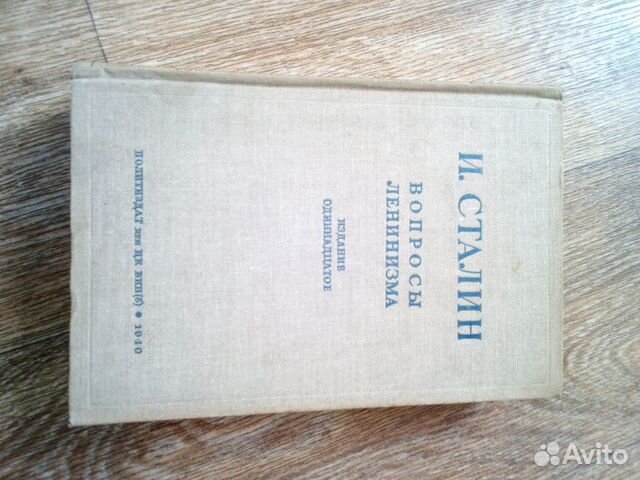 И. СТАЛИН
ВОПРОСЫ
ЛЕНИНИЗМА
ИЗДАНИЕ
ОДИННАДЦАТОЕ
ПОЛИТИЗДАТ при ЦК ВКП(б) • 1940
Avito